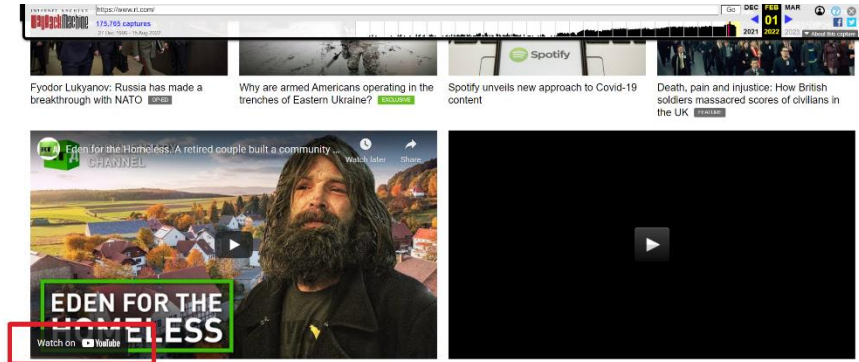 INTERNET ARCHIVE
WayBackMachine
https://www.rt.com/
Go
DEC FEB MAR
175,765 captures
01
2021 2022 2023
About this capture
Spotify
Fyodor Lukyanov: Russia has made a
breakthrough with NATO OP-ED
Why are armed Americans operating in the
trenches of Eastern Ukraine? EXCLUSIVE
Spotify unveils new approach to Covid-19
content
Death, pain and injustice: How British
soldiers massacred scores of civilians in
the UK FEATURE
Eden for the Homeless. A retired couple built a community ...
CHANNEL
Watch later
Share
EDEN FOR THE
HOMELESS
Watch on YouTube